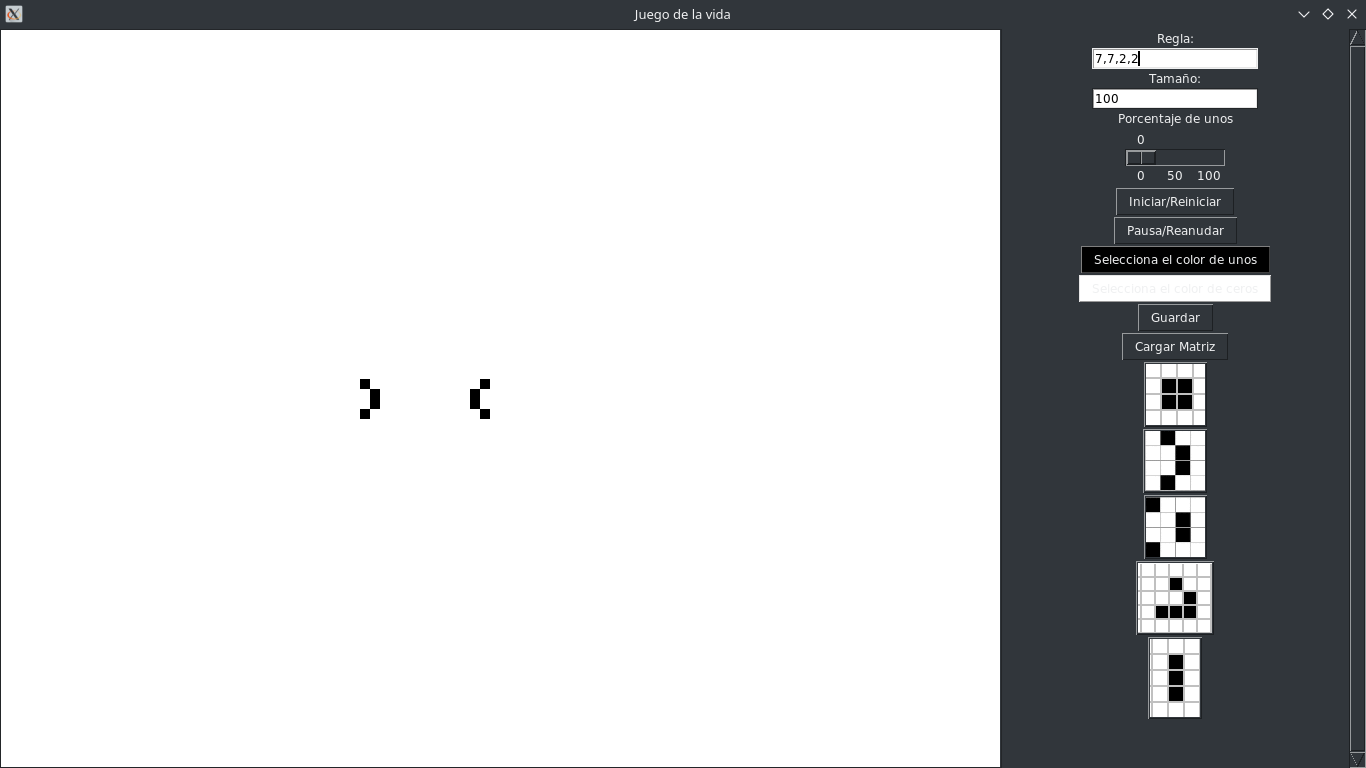 Juego de la vida
Regla:
7,7,2,2
Tamaño:
100
Porcentaje de unos
0
0 50 100
Iniciar/Reiniciar
Pausa/Reanudar
Selecciona el color de unos
Selecciona el color de ceros
Guardar
Cargar Matriz